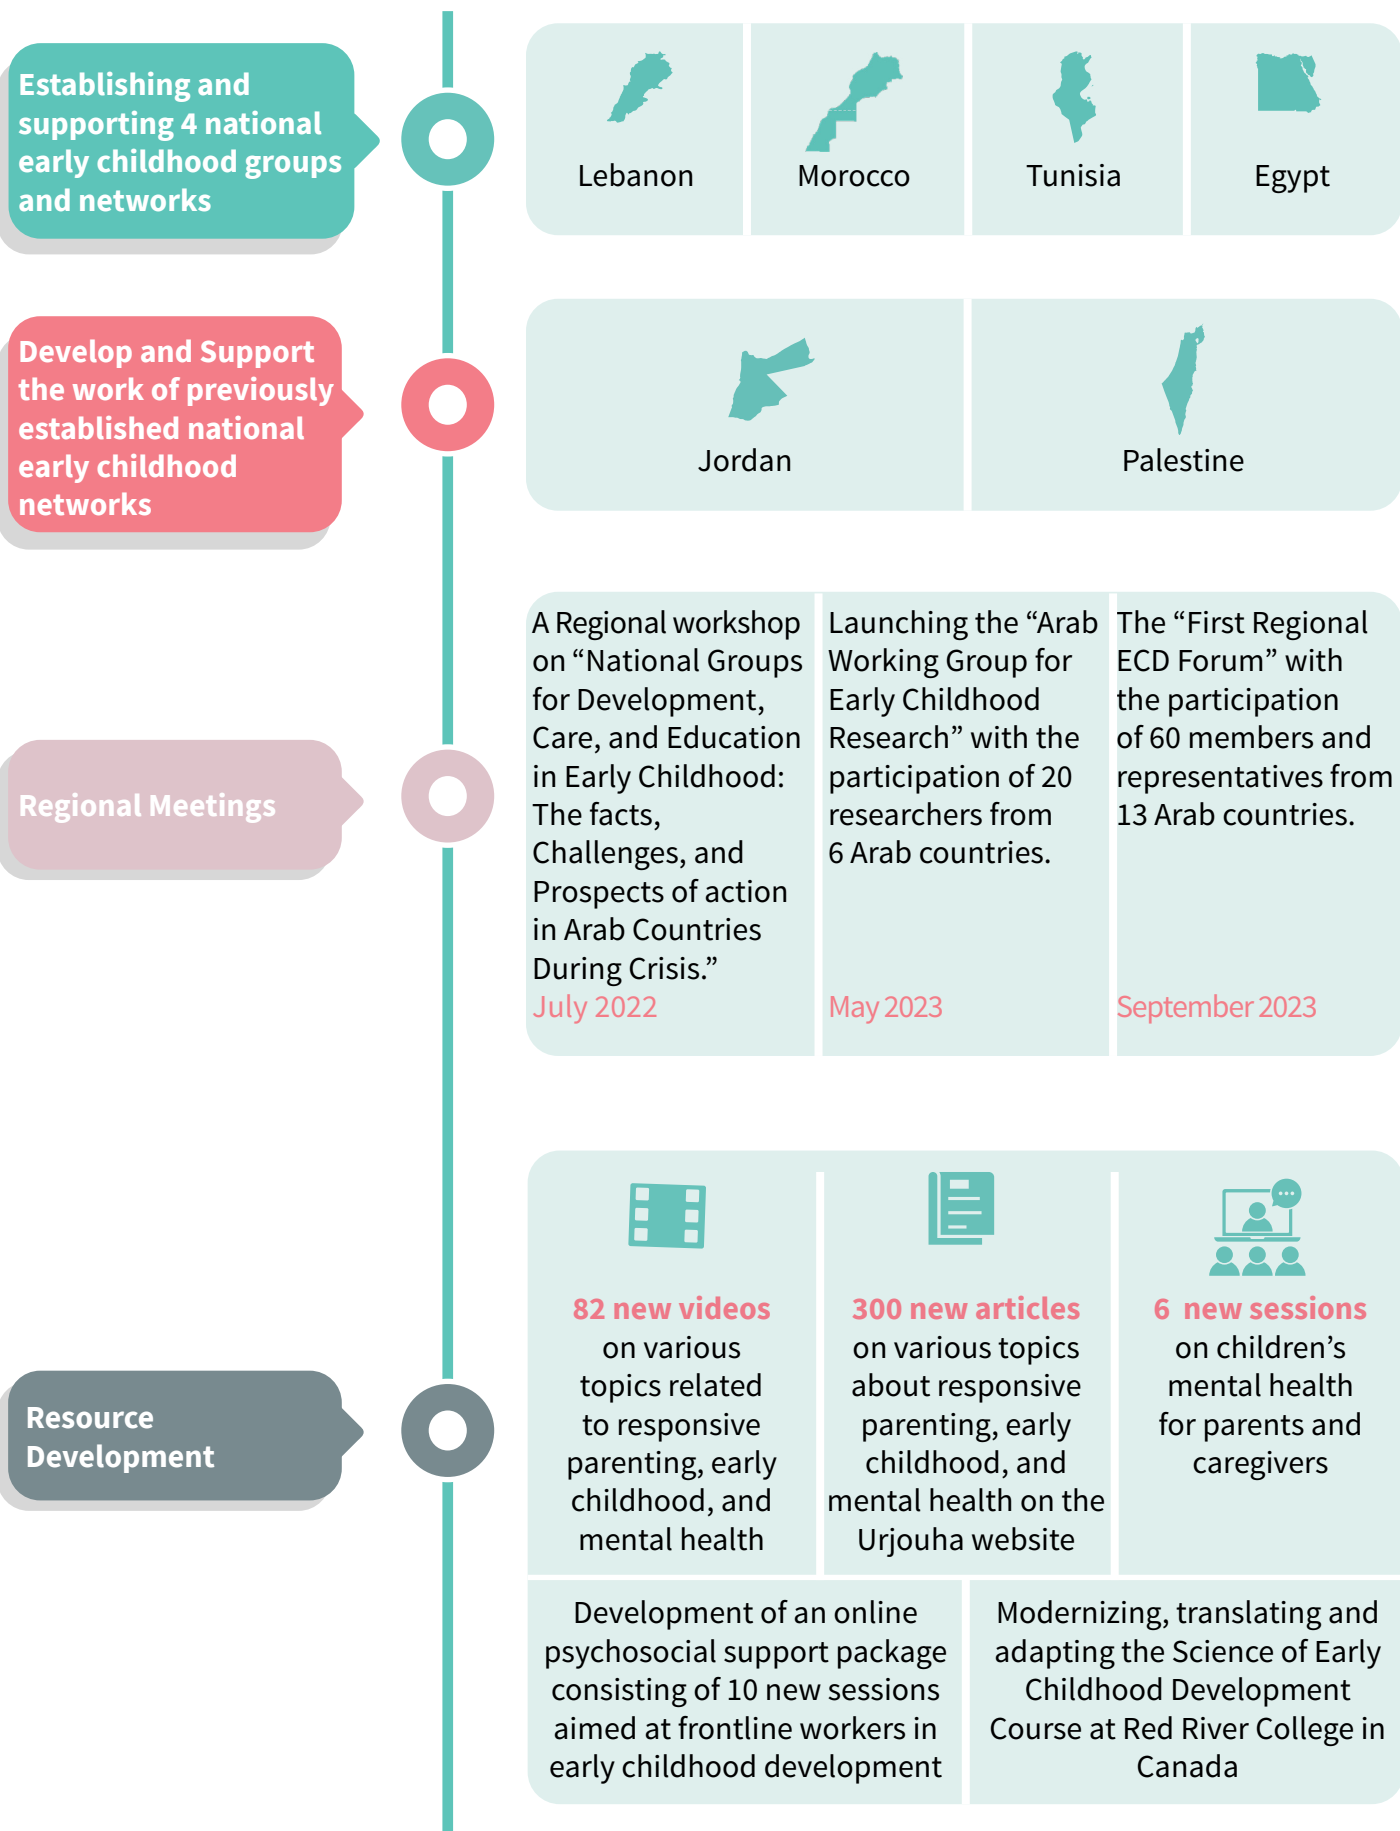 Establishing and
supporting 4 national
early childhood groups
and networks
Lebanon
Morocco
Tunisia
Egypt
Develop and Support
the work of previously
established national
early childhood
networks
Jordan
Palestine
Regional Meetings
A Regional workshop
on “National Groups
for Development,
Care, and Education
in Early Childhood:
The facts,
Challenges, and
Prospects of action
in Arab Countries
During Crisis.”
July 2022
Launching the “Arab
Working Group for
Early Childhood
Research” with the
participation of 20
researchers from
6 Arab countries.
May 2023
The “First Regional
ECD Forum” with
the participation
of 60 members and
representatives from
13 Arab countries.
September 2023
Resource
Development
82 new videos
on various
topics related
to responsive
parenting, early
childhood, and
mental health
300 new articles
on various topics
about responsive
parenting, early
childhood, and
mental health on the
Urjouha website
6 new sessions
on children’s
mental health
for parents and
caregivers
Development of an online
psychosocial support package
consisting of 10 new sessions
aimed at frontline workers in
early childhood development
Modernizing, translating and
adapting the Science of Early
Childhood Development
Course at Red River College in
Canada